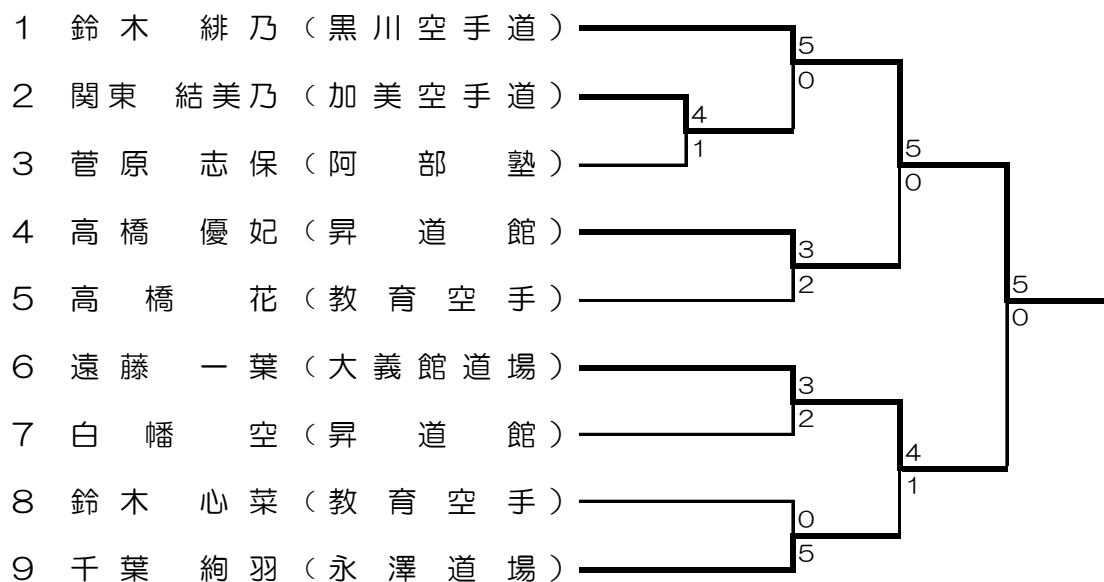 1 鈴木 緋乃 （黒川空手道）
5
0
2 関東 結美乃 （加美空手道）
4
1
5
0
3 菅原 志保 （阿部塾）
4 高橋 優妃 （昇道館）
3
2
5 高橋 花 （教育空手）
5
0
6 遠藤 一葉 （大義館道場）
3
2
7 白幡 空 （昇道館）
4
1
8 鈴木 心菜 （教育空手）
0
5
9 千葉 絢羽 （永澤道場）